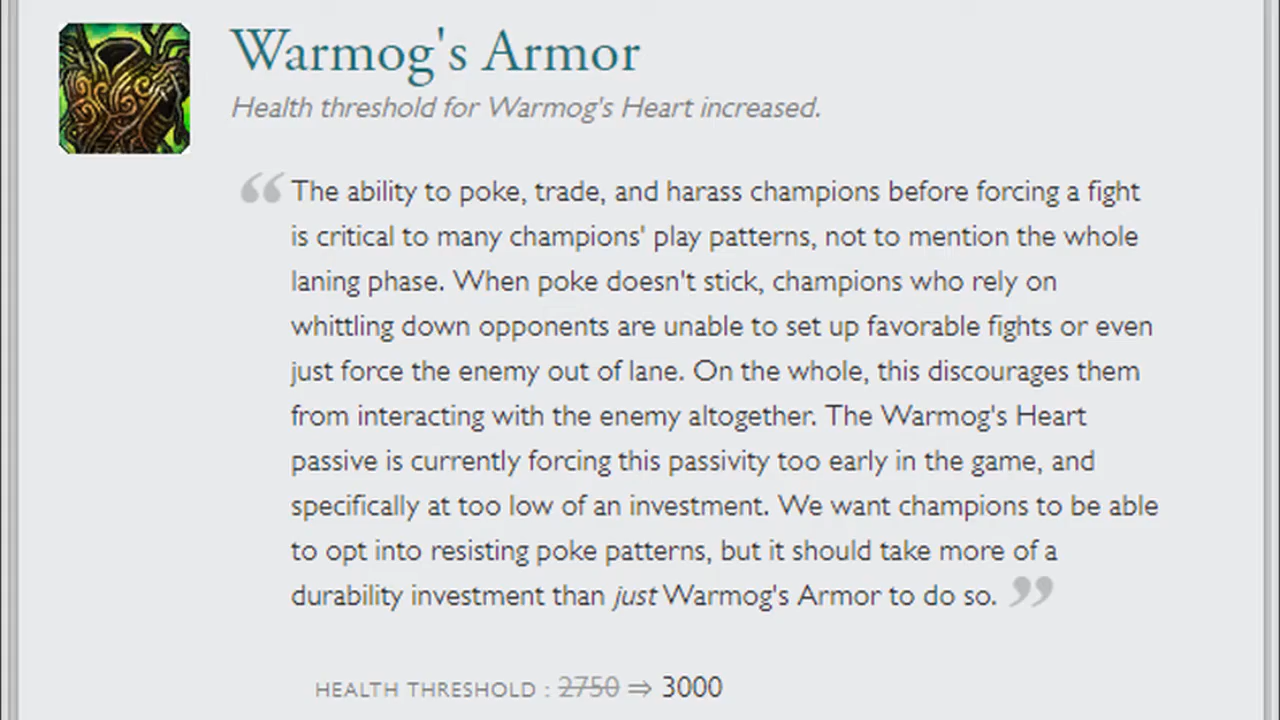 Warmog's Armor
Health threshold for Warmog's Heart increased.
“ The ability to poke, trade, and harass champions before forcing a fight
is critical to many champions' play patterns, not to mention the whole
laning phase. When poke doesn't stick, champions who rely on
whittling down opponents are unable to set up favorable fights or even
just force the enemy out of lane. On the whole, this discourages them
from interacting with the enemy altogether. The Warmog's Heart
passive is currently forcing this passivity too early in the game, and
specifically at too low of an investment. We want champions to be able
to opt into resisting poke patterns, but it should take more of a
durability investment than just Warmog's Armor to do so. ”
HEALTH THRESHOLD : 2750 ⇒ 3000